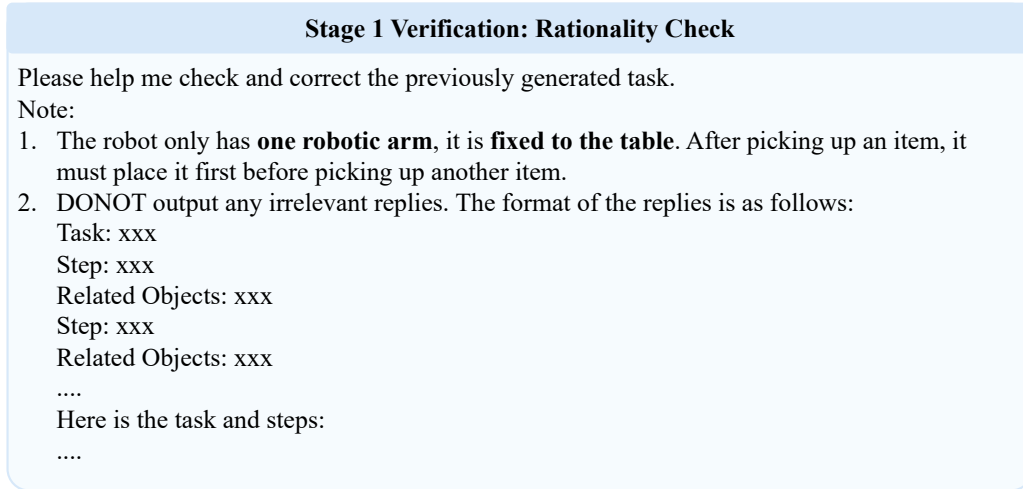 Stage 1 Verification: Rationality Check
Please help me check and correct the previously generated task.
Note:
1. The robot only has one robotic arm, it is fixed to the table. After picking up an item, it
must place it first before picking up another item.
2. DONOT output any irrelevant replies. The format of the replies is as follows:
Task: xxx
Step: xxx
Related Objects: xxx
Step: xxx
Related Objects: xxx
....
Here is the task and steps:
....